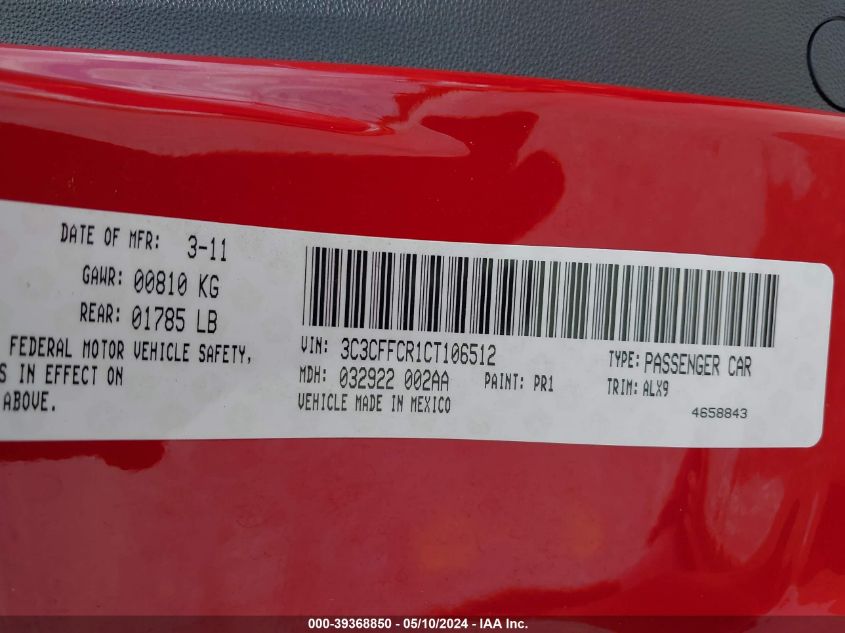 DATE OF MFR: 3-11
GAWR: 00810 KG
REAR: 01785 LB
FEDERAL MOTOR VEHICLE SAFETY,
S IN EFFECT ON
ABOVE.
VIN: 3C3CFFCR1CT106512
TYPE: PASSENGER CAR
MDH: 032922 002AA PAINT: PR1
TRIM: ALX9
VEHICLE MADE IN MEXICO
4658843
000-39368850 — 05/10/2024 — IAA Inc.